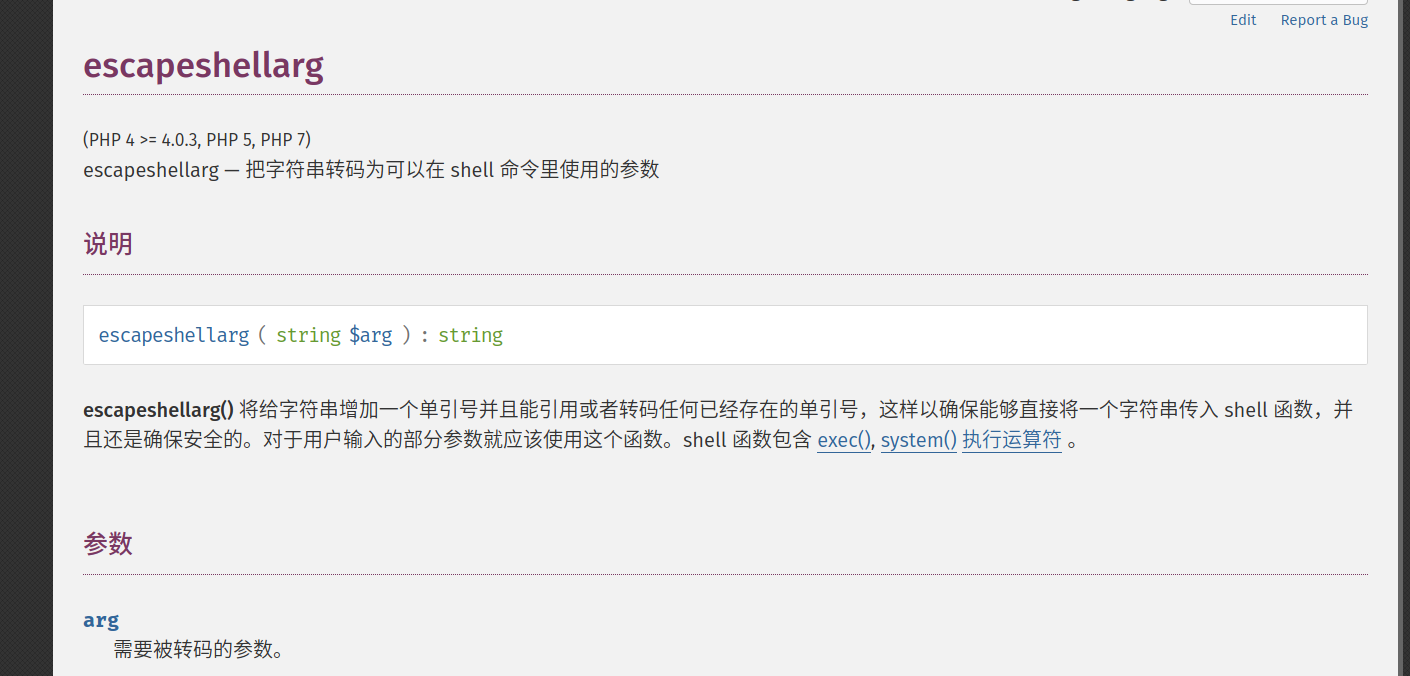 Edit Report a Bug
escapeshellarg
(PHP 4 >= 4.0.3, PHP 5, PHP 7)
escapeshellarg — 把字符串转码为可以在 shell 命令里使用的参数
说明
escapeshellarg ( string $arg ) : string
escapeshellarg() 将给字符串增加一个单引号并且能引用或者转码任何已经存在的单引号，这样以确保能够直接将一个字符串传入 shell 函数，并
且还是确保安全的。对于用户输入的部分参数就应该使用这个函数。shell 函数包含 exec(), system() 执行运算符 。
参数
arg
需要被转码的参数。